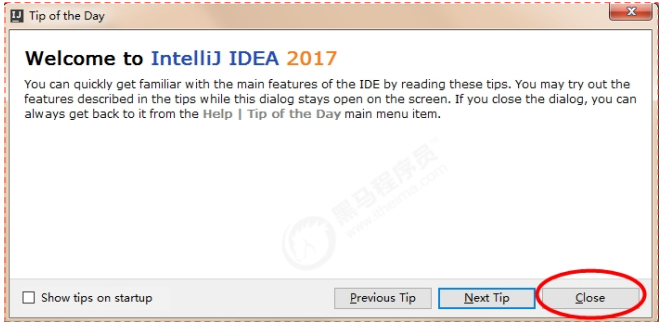 Tip of the Day
Welcome to IntelliJ IDEA 2017
You can quickly get familiar with the main features of the IDE by reading these tips. You may try out the
features described in the tips while this dialog stays open on the screen. If you close the dialog, you can
always get back to it from the Help | Tip of the Day main menu item.
黑马程序员
www.itheima.com
Show tips on startup
Previous Tip
Next Tip
Close